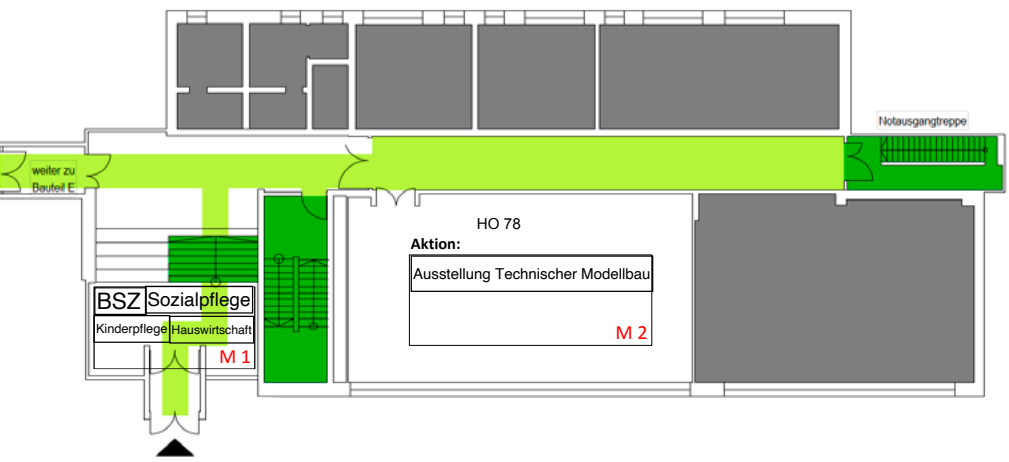 Notausgangtreppe
weiter zu
Bauteil E
HO 78
Aktion:
Ausstellung Technischer Modellbau
M 2
BSZ Sozialpflege
Kinderpflege Hauswirtschaft
M 1